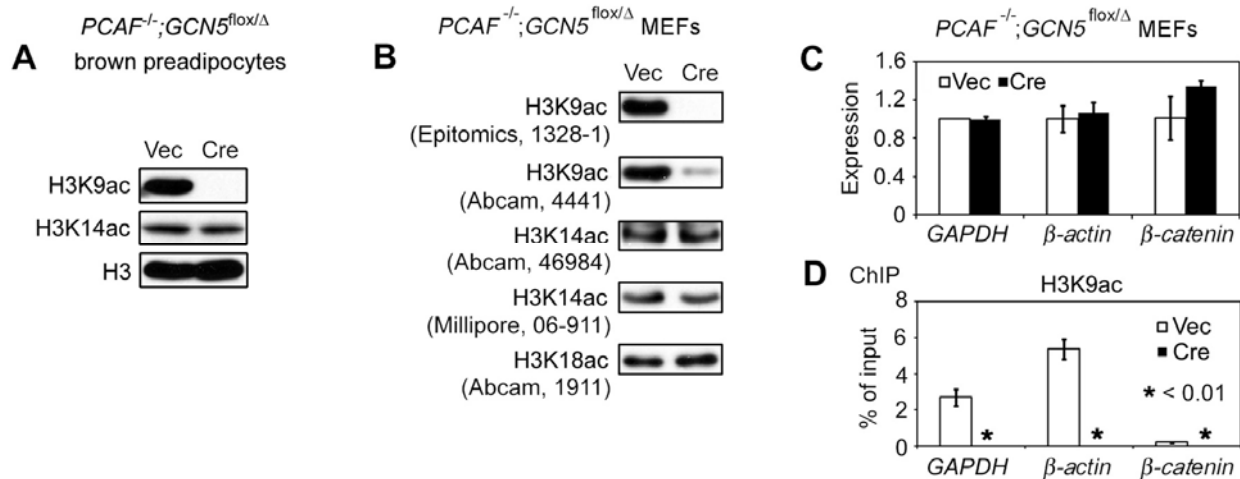 PCAF-/-;GCN5flox/Δ
A
brown preadipocytes
Vec Cre
H3K9ac
H3K14ac
H3
PCAF-/-;GCN5flox/Δ MEFs
B
Vec Cre
H3K9ac
(Epitomics, 1328-1)
H3K9ac
(Abcam, 4441)
H3K14ac
(Abcam, 46984)
H3K14ac
(Millipore, 06-911)
H3K18ac
(Abcam, 1911)
PCAF-/-;GCN5flox/Δ MEFs
C
Expression
1.6
1.2
0.8
0.4
0
Vec Cre
GAPDH β-actin β-catenin
D ChIP
H3K9ac
% of input
8
6
4
2
0
Vec
Cre
* < 0.01
* * *
GAPDH β-actin β-catenin